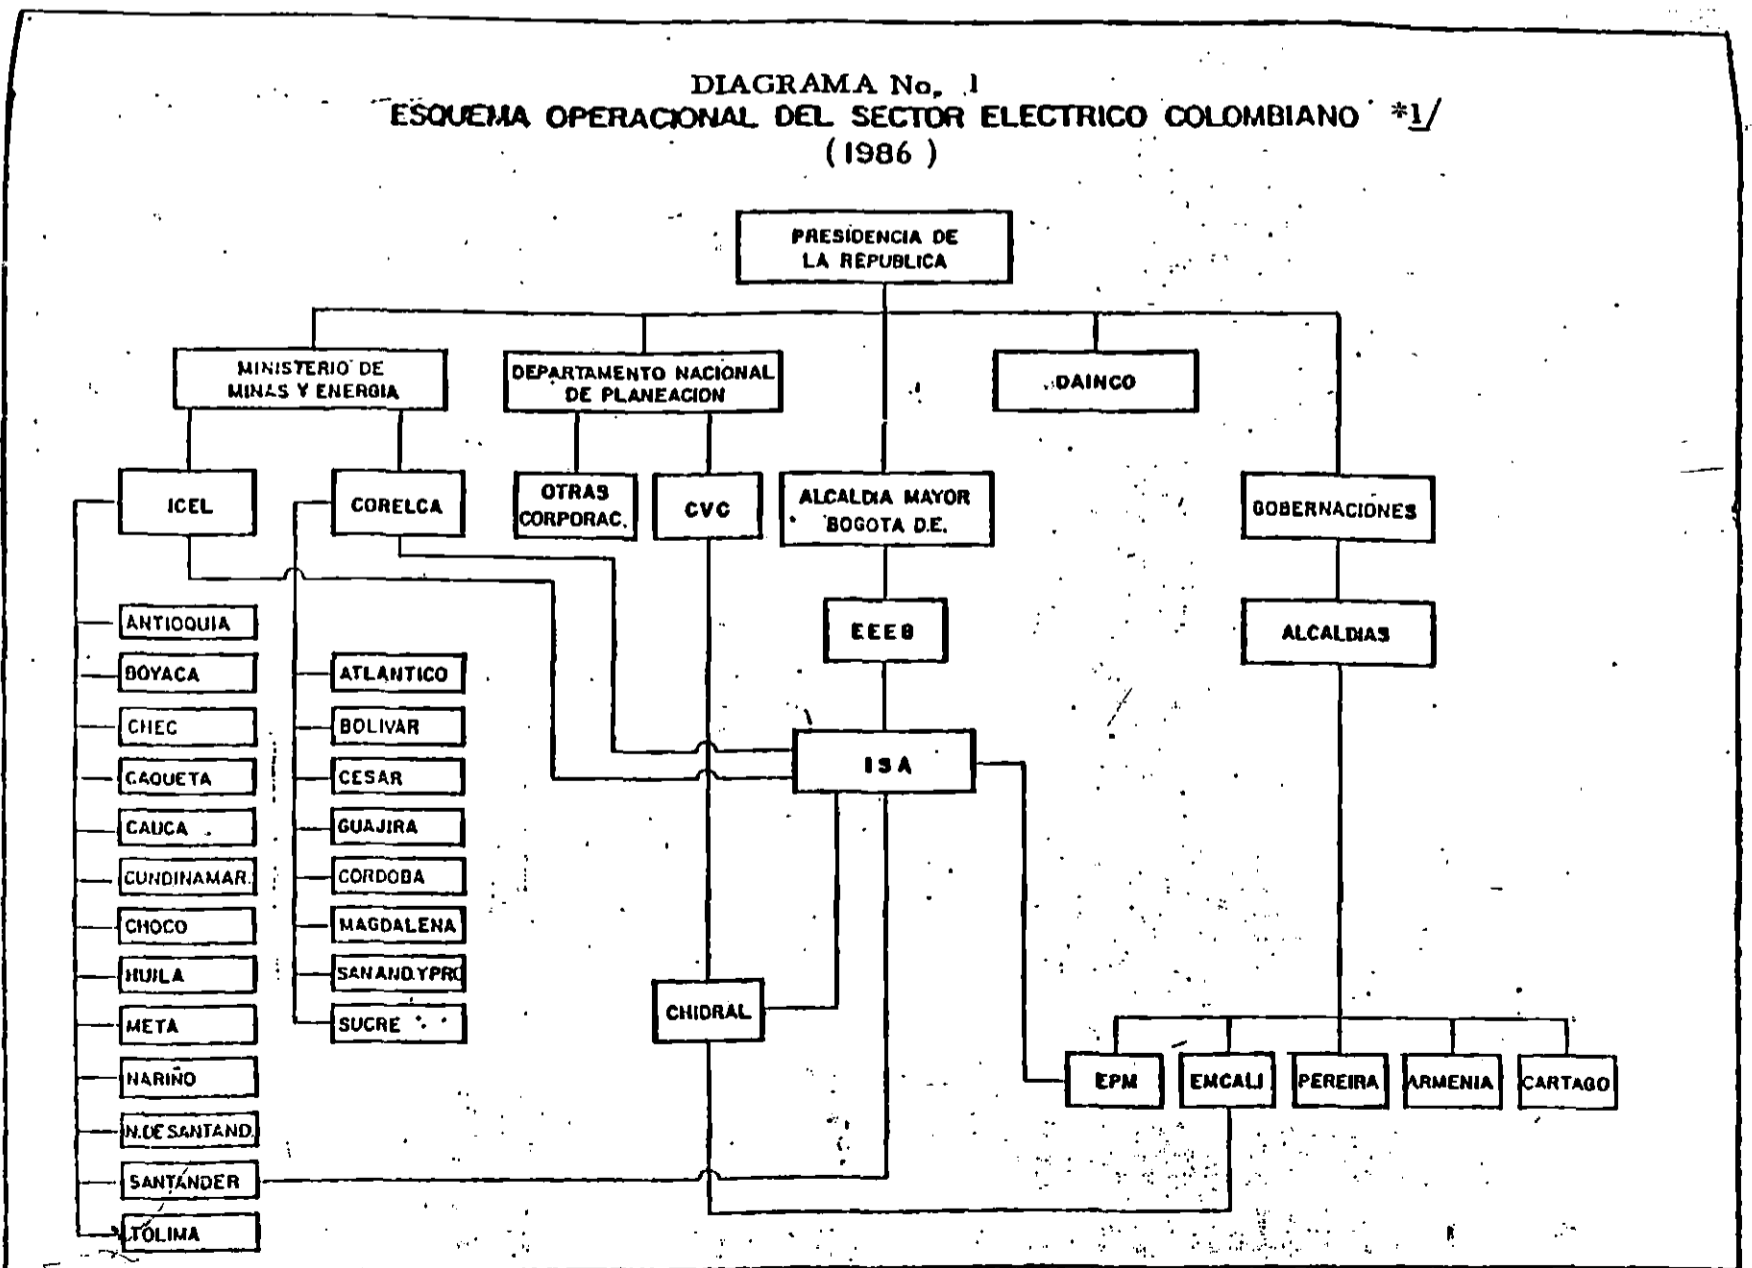 DIAGRAMA No. 1
ESQUEMA OPERACIONAL DEL SECTOR ELECTRICO COLOMBIANO *1/
(1986)
PRESIDENCIA DE
LA REPUBLICA
MINISTERIO DE
MINAS Y ENERGIA
DEPARTAMENTO NACIONAL
DE PLANEACION
DAINCO
ICEL
CORELCA
OTRAS
CORPORAC.
CVC
ALCALDIA MAYOR
BOGOTA D.E.
GOBERNACIONES
EEEB
ALCALDIAS
ISA
ANTIOQUIA
BOYACA
CHEC
CAQUETA
CAUCA
CUNDINAMAR.
CHOCO
HUILA
META
NARIÑO
N.DE SANTAND.
SANTANDER
TOLIMA
ATLANTICO
BOLIVAR
CESAR
GUAJIRA
CORDOBA
MAGDALENA
SAN AND.Y PRO
SUCRE
CHIDRAL
EPM
EMCALI
PEREIRA
ARMENIA
CARTAGO